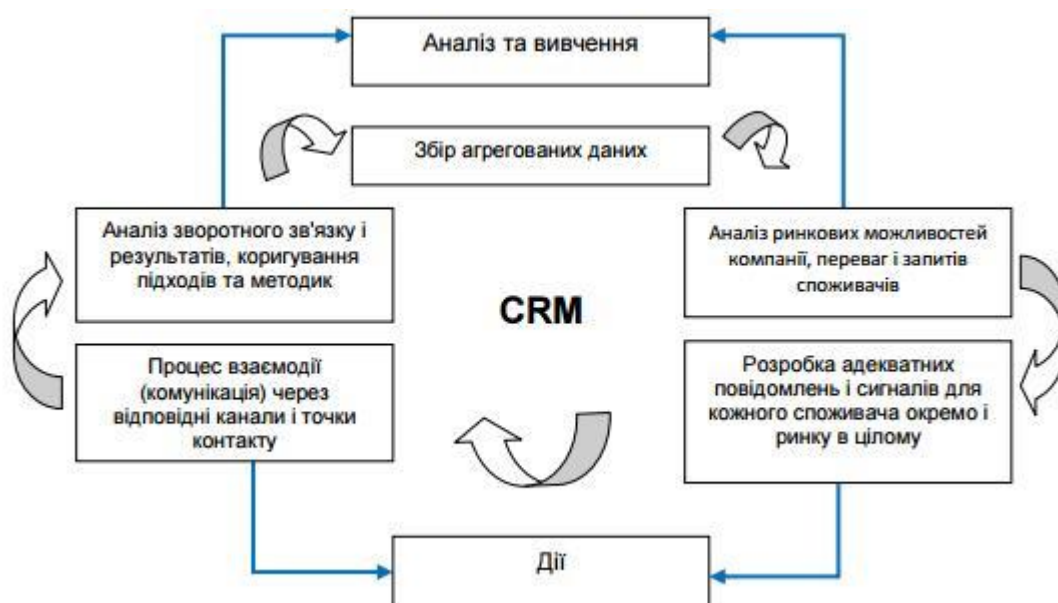 Аналіз та вивчення
Збір агрегованих даних
Аналіз зворотного зв'язку і
результатів, коригування
підходів та методик
Аналіз ринкових можливостей
компанії, переваг і запитів
споживачів
CRM
Процес взаємодії
(комунікація) через
відповідні канали і точки
контакту
Розробка адекватних
повідомлень і сигналів для
кожного споживача окремо і
ринку в цілому
Дії